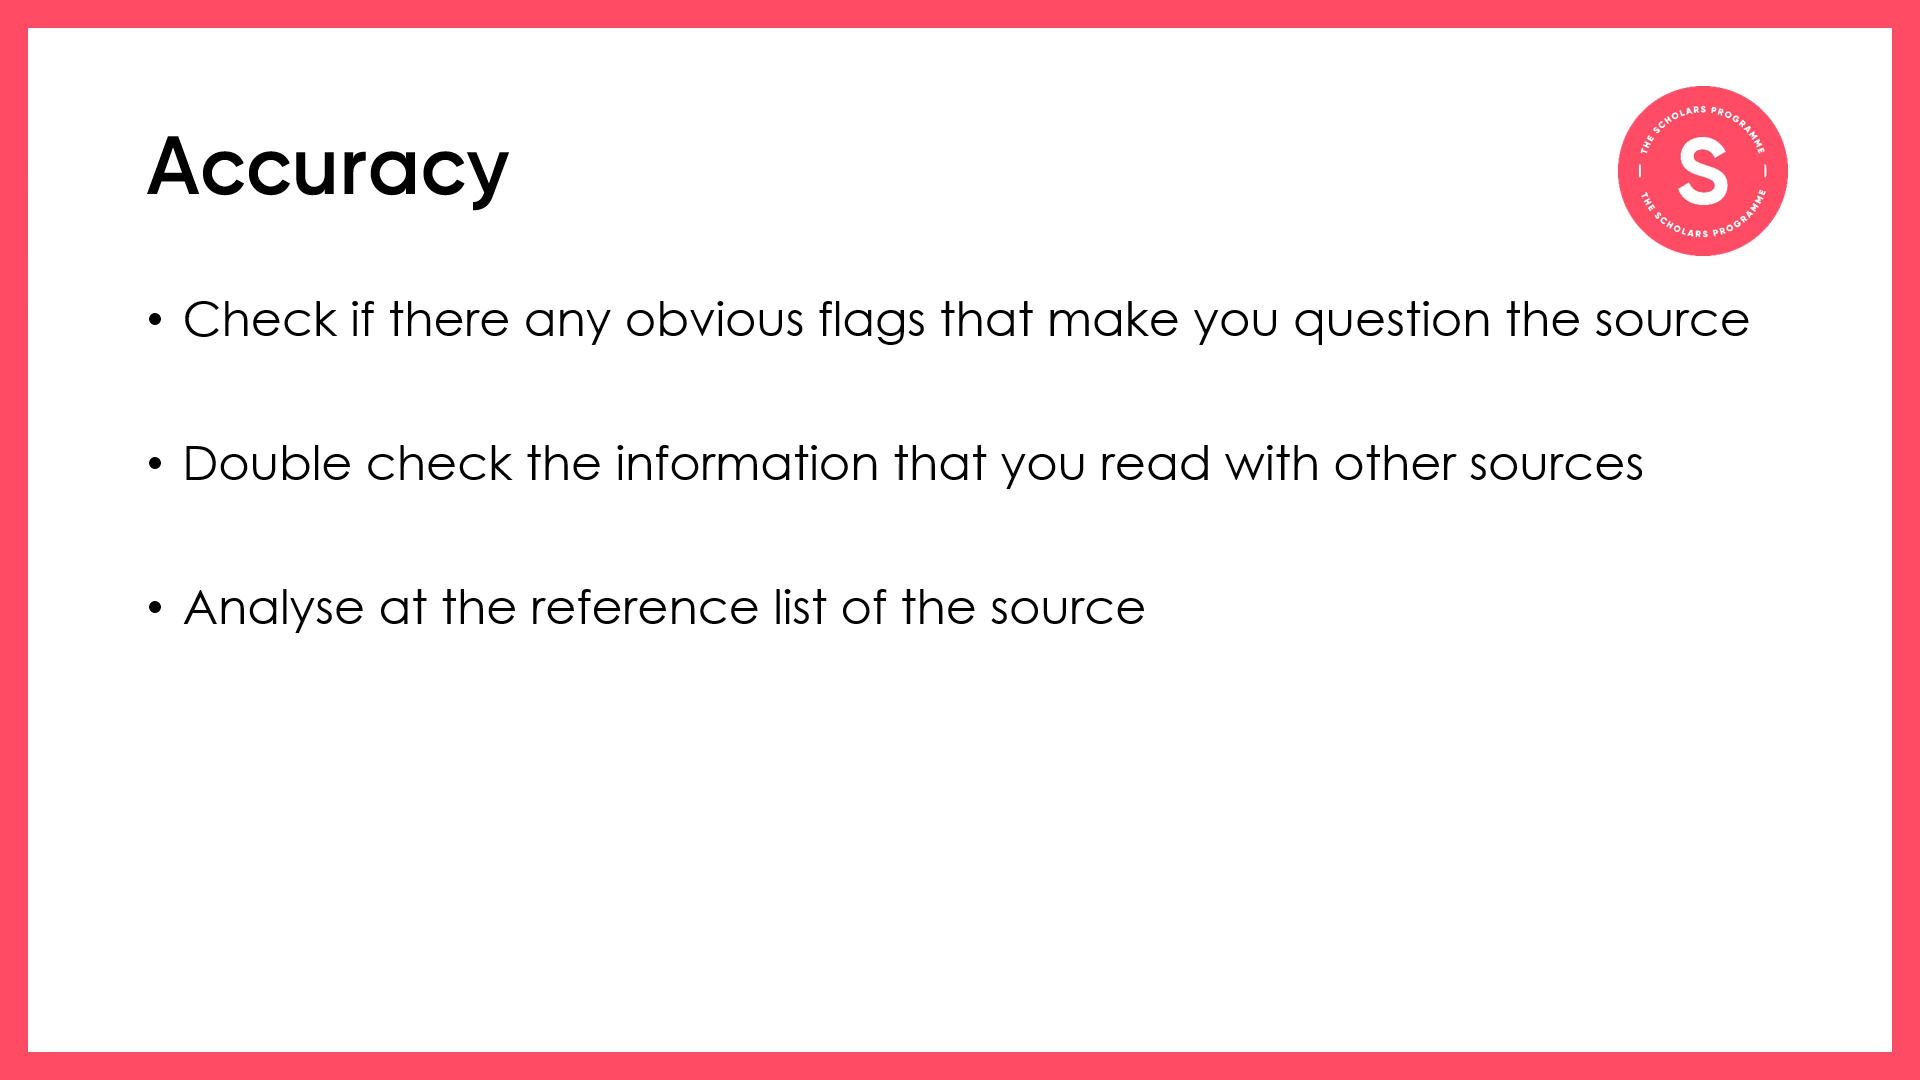 Accuracy
THE SCHOLARS PROGRAMME
S
THE SCHOLARS PROGRAMME
• Check if there any obvious flags that make you question the source
• Double check the information that you read with other sources
• Analyse at the reference list of the source